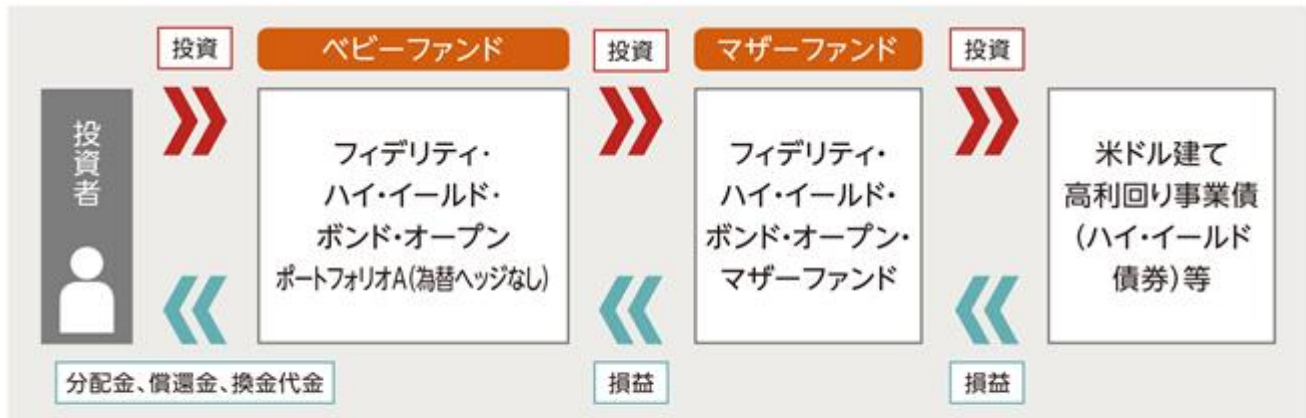 投資
ベビーファンド
投資
マザーファンド
投資
投資者
フィデリティ・
ハイ・イールド・
ボンド・オープン
ポートフォリオA(為替ヘッジなし)
フィデリティ・
ハイ・イールド・
ボンド・オープン・
マザーファンド
米ドル建て
高利回り事業債
(ハイ・イールド
債券)等
分配金、償還金、換金代金
損益
損益